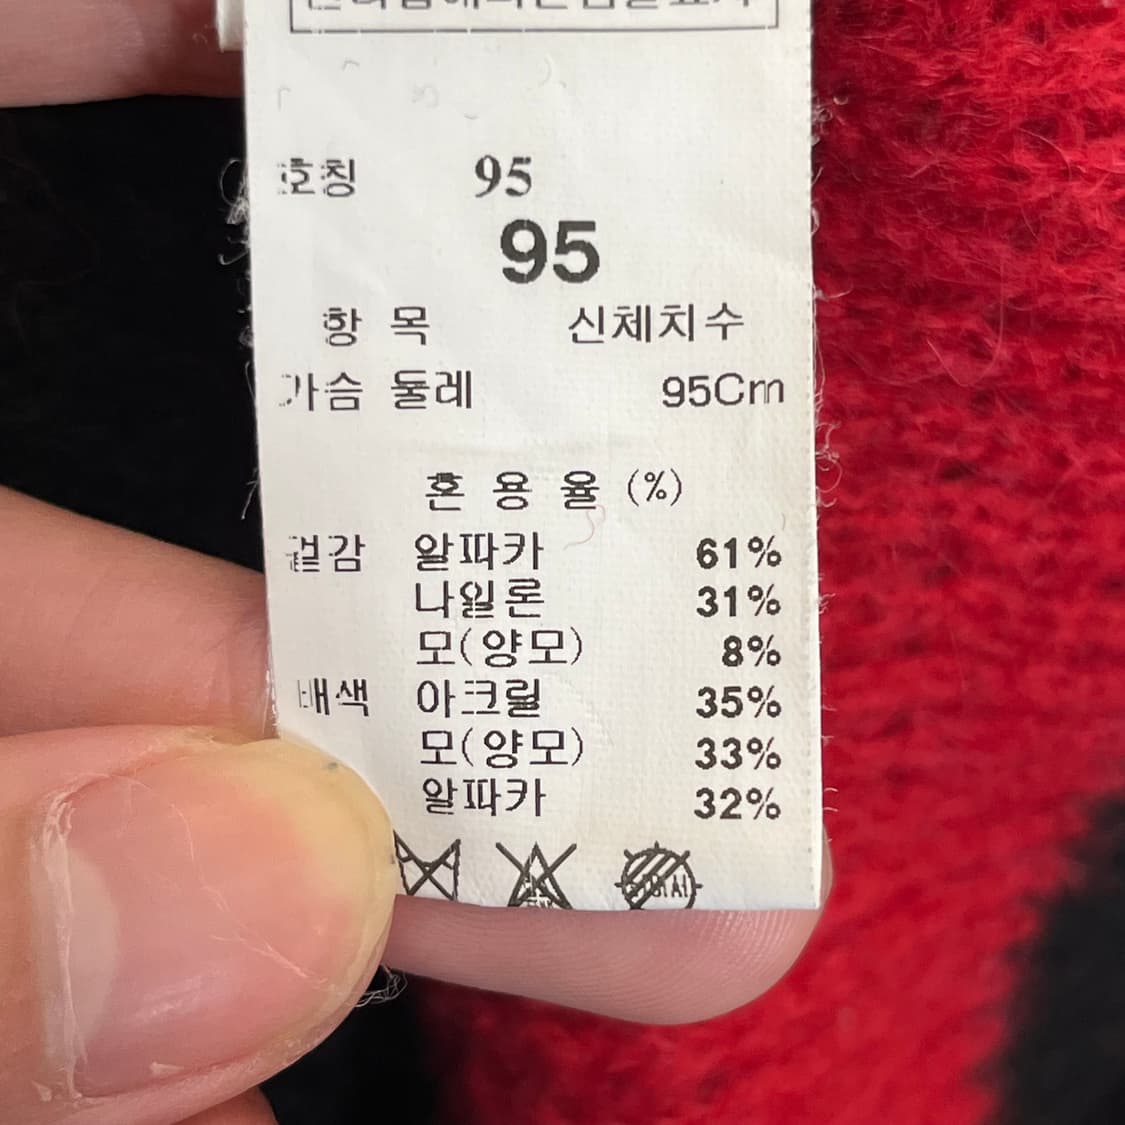 호칭 95
95
항 목 신체치수
가슴 둘레 95Cm
혼 용 율 (%)
겉감 알파카 61%
나일론 31%
모(양모) 8%
배색 아크릴 35%
모(양모) 33%
알파카 32%